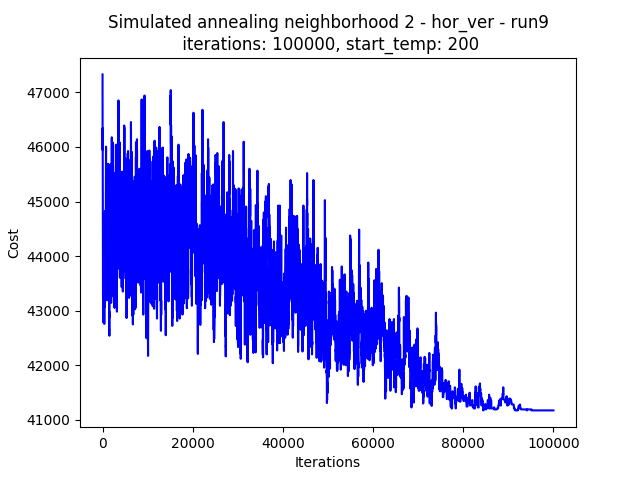 Simulated annealing neighborhood 2 - hor_ver - run9
iterations: 100000, start_temp: 200
47000
46000
45000
44000
43000
42000
41000
Cost
0 20000 40000 60000 80000 100000
Iterations